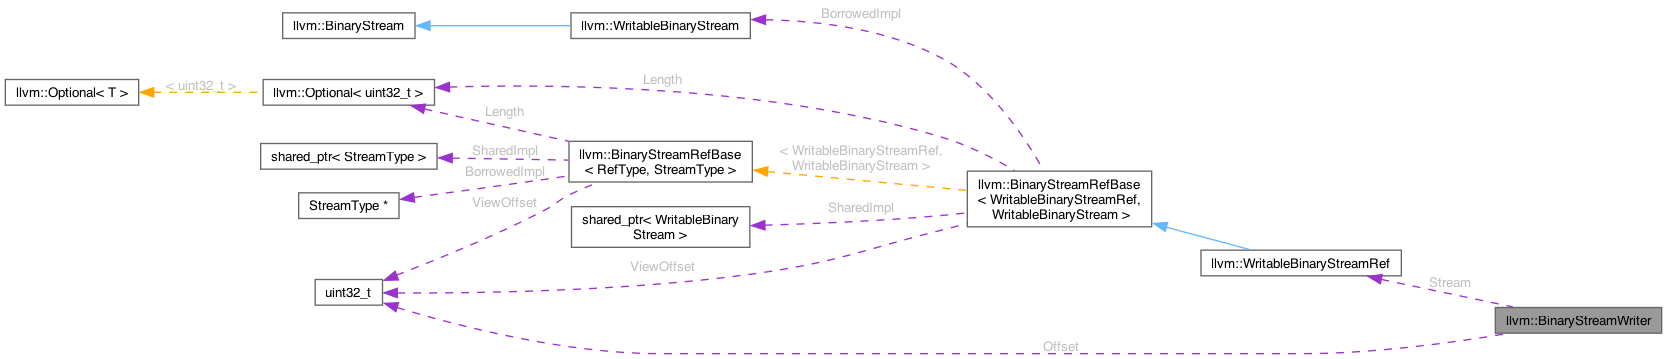 BorrowedImpl
llvm::BinaryStream
llvm::WritableBinaryStream
Length
llvm::Optional< T >
< uint32_t >
llvm::Optional< uint32_t >
Length
shared_ptr< StreamType >
SharedImpl
llvm::BinaryStreamRefBase
< RefType, StreamType >
< WritableBinaryStreamRef,
WritableBinaryStream >
BorrowedImpl
StreamType *
ViewOffset
llvm::BinaryStreamRefBase
< WritableBinaryStreamRef,
WritableBinaryStream >
SharedImpl
shared_ptr< WritableBinary
Stream >
ViewOffset
llvm::WritableBinaryStreamRef
uint32_t
Stream
llvm::BinaryStreamWriter
Offset